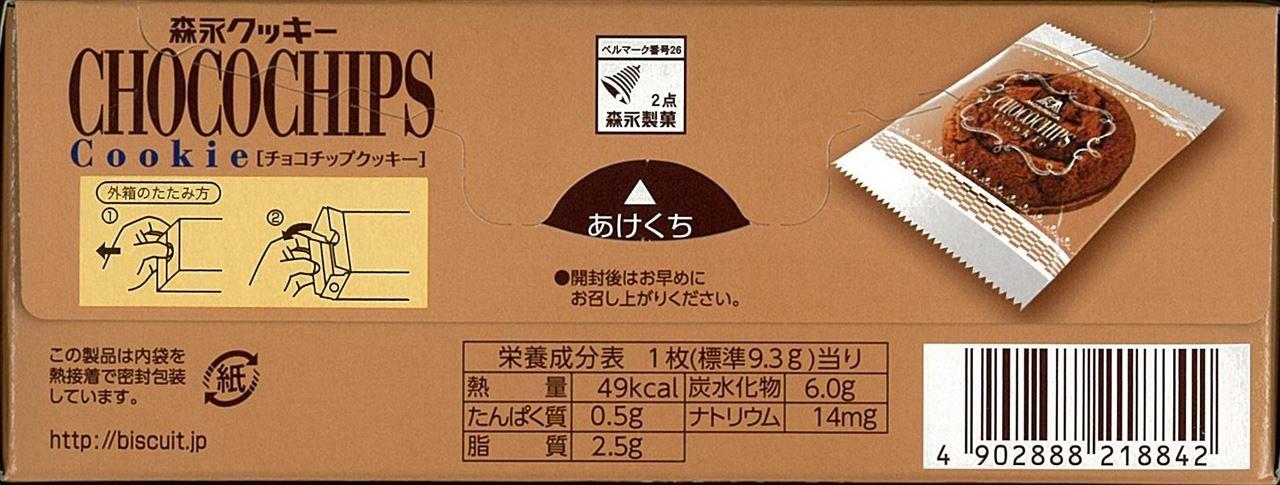 森永クッキー
CHOCOCHIPS
Cookie[チョコチップクッキー]
外箱のたたみ方
① ②
ベルマーク番号26
2点
森永製菓
あけくち
●開封後はお早めに
お召し上がりください。
CHOCOCHIPS
Cookie
この製品は内袋を
熱接着で密封包装
しています。
紙
http://biscuit.jp
栄養成分表 1枚(標準9.3g)当り
熱量 49kcal 炭水化物 6.0g
たんぱく質 0.5g ナトリウム 14mg
脂質 2.5g
4 902888 218842